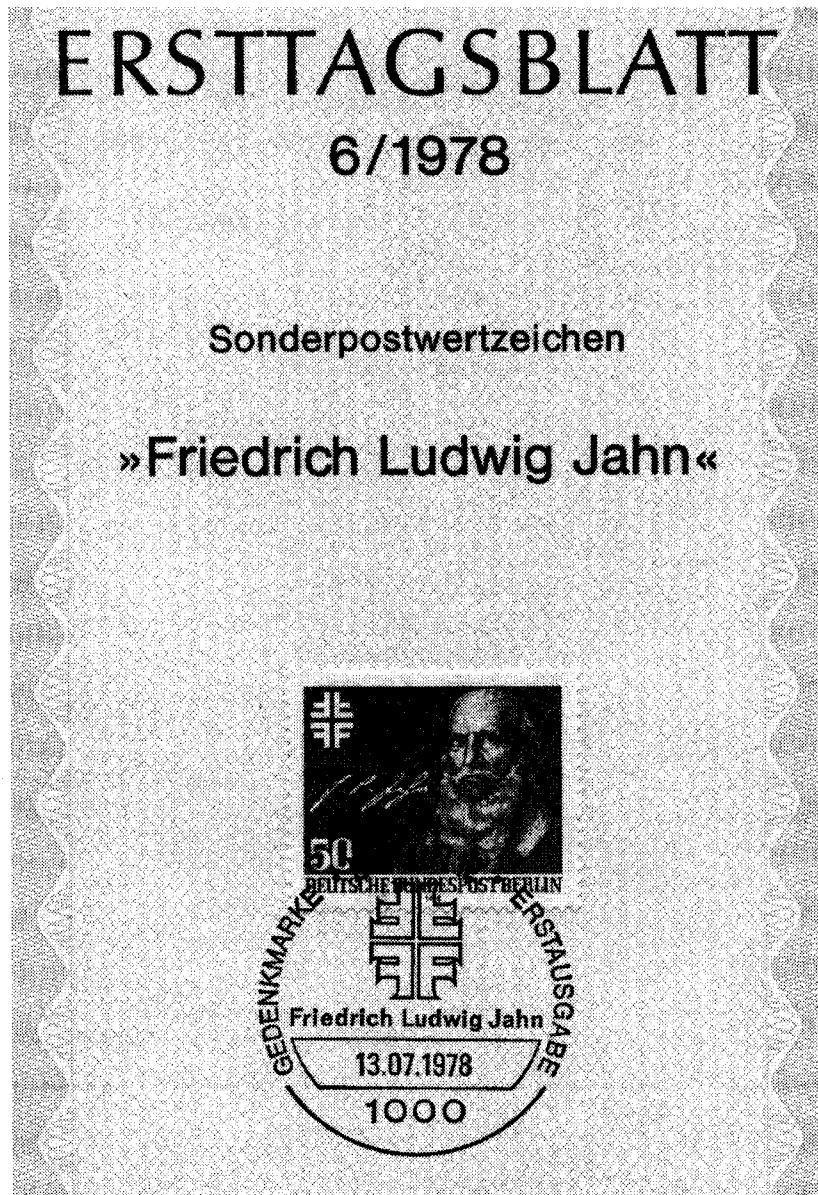 ERSTTAGSBLATT
6/1978
Sonderpostwertzeichen
»Friedrich Ludwig Jahn«
50
DEUTSCHE BUNDESPOST BERLIN
GEDENKMARKE ERSTAUSGABE
Friedrich Ludwig Jahn
13.07.1978
1000